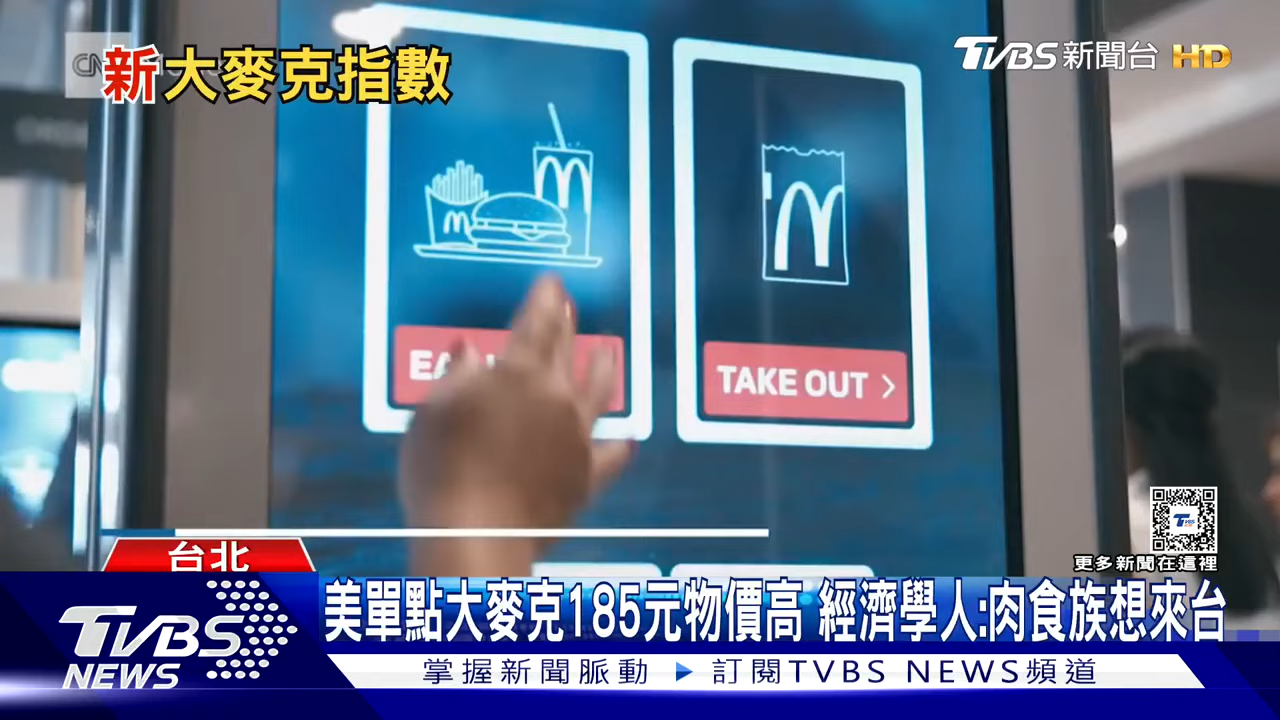 新大麥克指數
TVBS新聞台 HD
TAKE OUT >
更多新聞在這裡
台北
美單點大麥克185元物價高 經濟學人:肉食族想來台
TVBS NEWS
掌握新聞脈動 ▶ 訂閱TVBS NEWS頻道